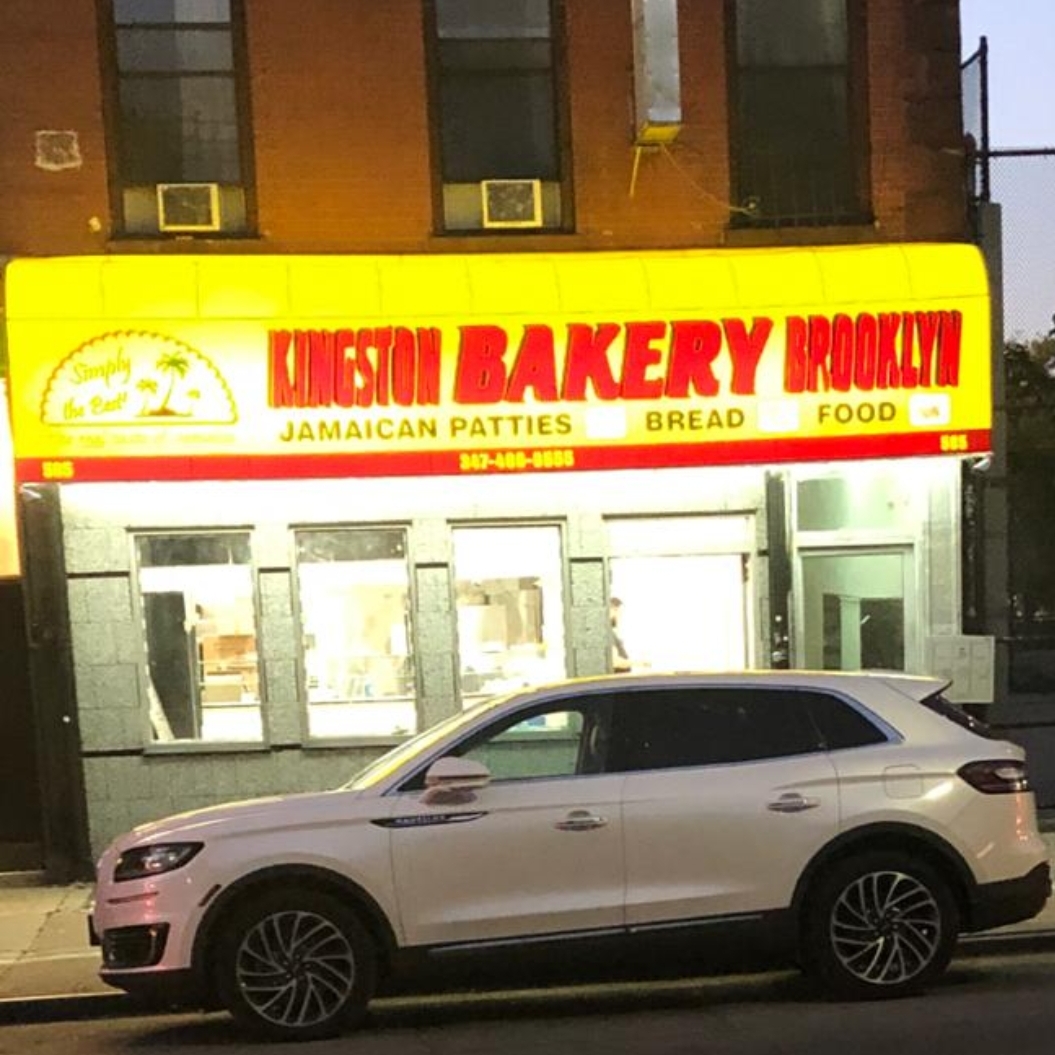 Simply
the Best!
KINGSTON BAKERY BROOKLYN
JAMAICAN PATTIES BREAD FOOD